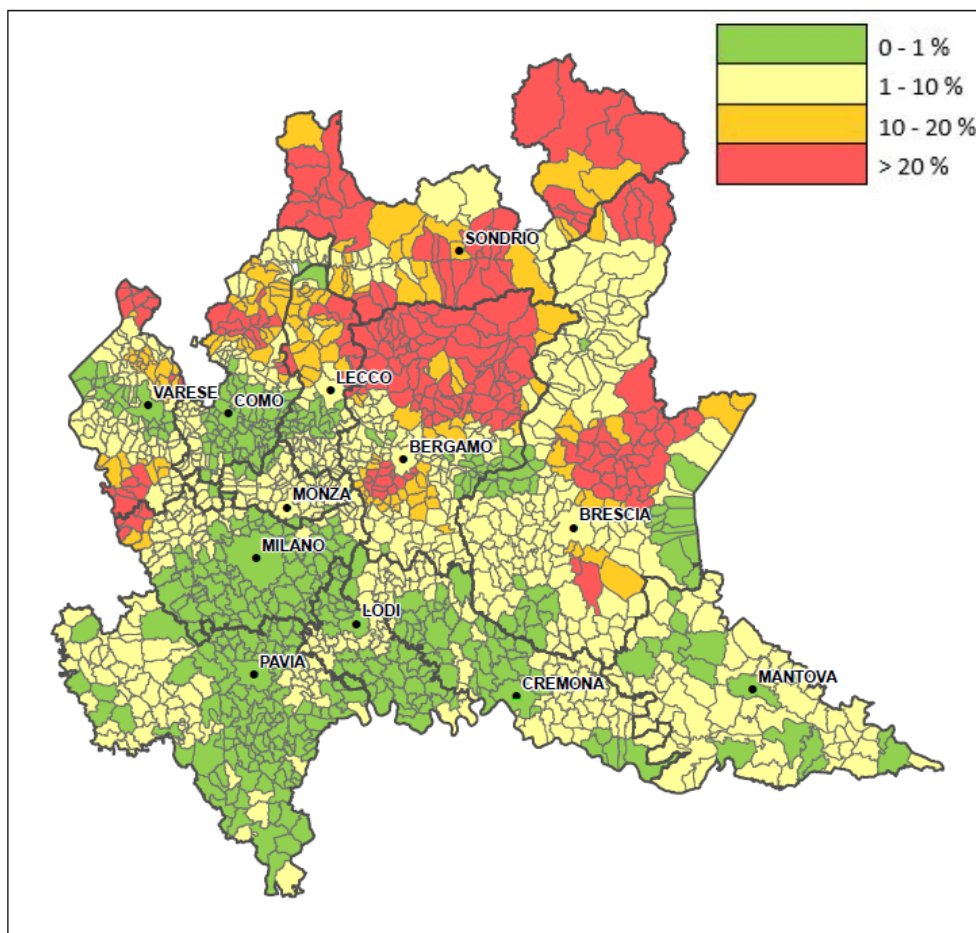 0 - 1 %
1 - 10 %
10 - 20 %
> 20 %
SONDRIO
LECCO
VARESE
COMO
BERGAMO
MONZA
BRESCIA
MILANO
LODI
PAVIA
CREMONA
MANTOVA